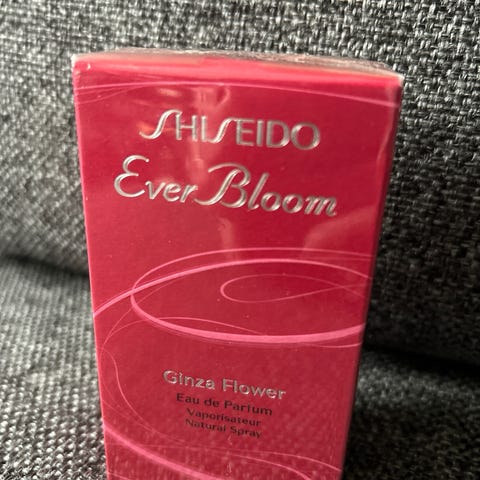 SHISEIDO
Ever Bloom
Ginza Flower
Eau de Parfum
Vaporisateur
Natural Spray